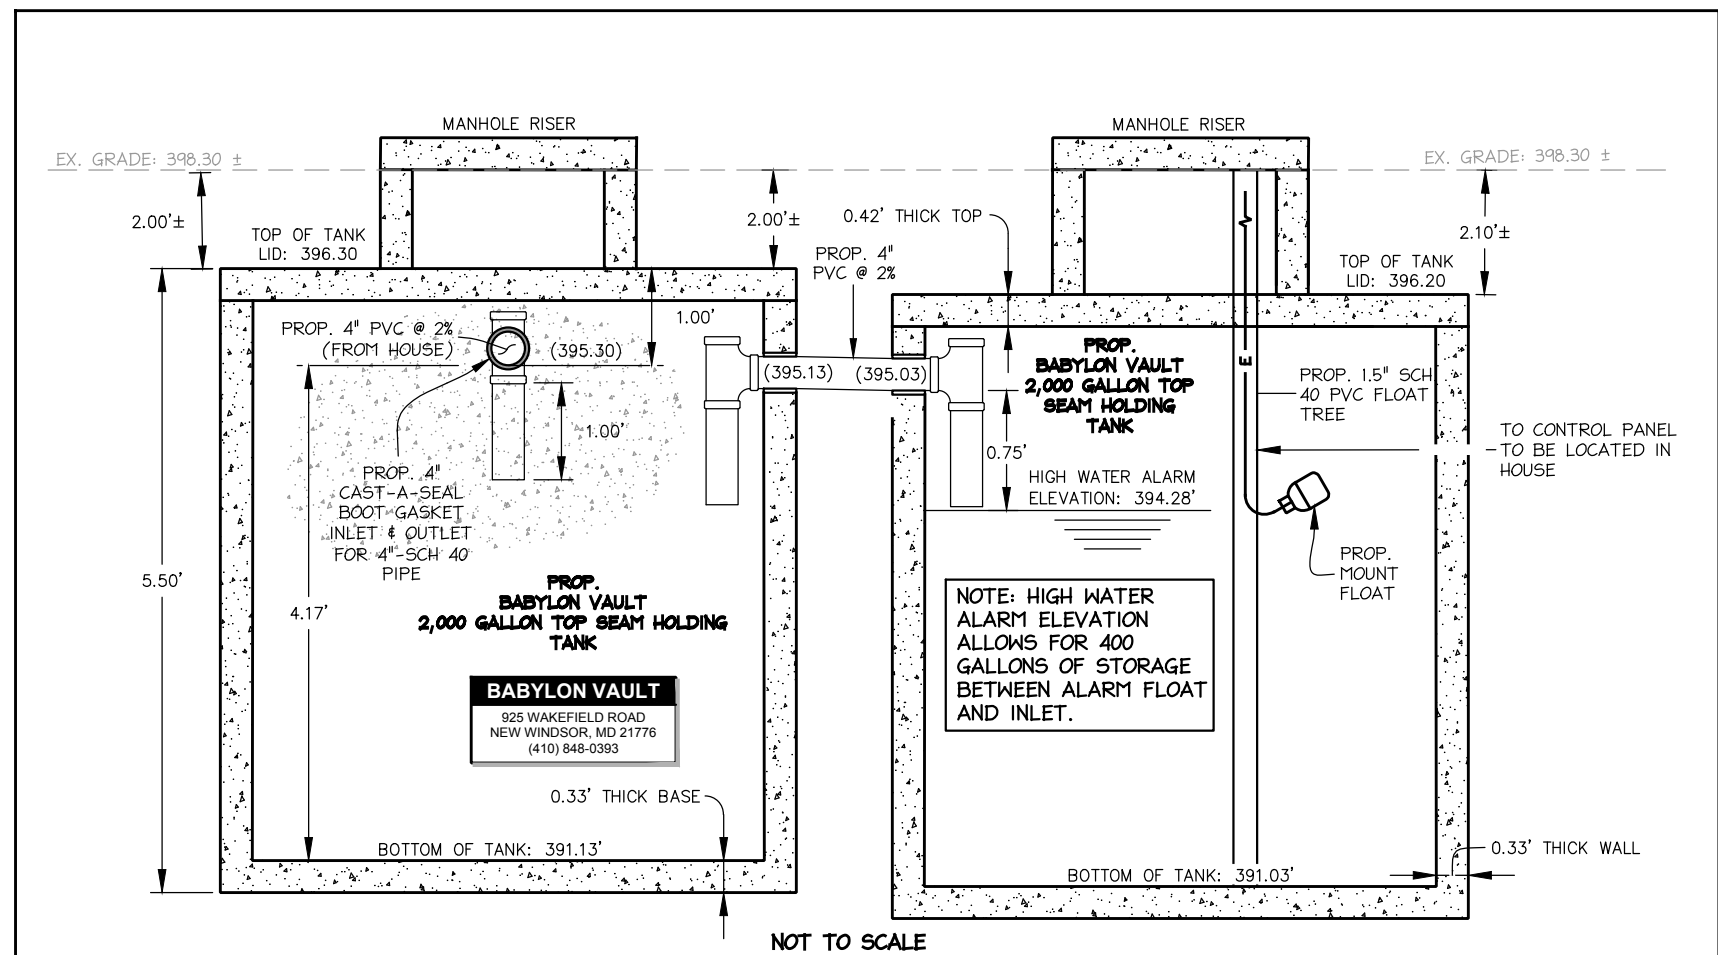 MANHOLE RISER
MANHOLE RISER
EX. GRADE: 398.30 ±
EX. GRADE: 398.30 ±
2.00'±
2.00'±
2.10'±
TOP OF TANK
LID: 396.30
0.42' THICK TOP
PROP. 4"
PVC @ 2%
TOP OF TANK
LID: 396.20
1.00'
PROP. 4" PVC @ 2%
(FROM HOUSE)
(395.30)
(395.13)
(395.03)
PROP.
BABYLON VAULT
2,000 GALLON TOP
SEAM HOLDING
TANK
PROP. 1.5" SCH
40 PVC FLOAT
TREE
1.00'
0.75'
TO CONTROL PANEL
TO BE LOCATED IN
HOUSE
E
PROP. 4"
CAST-A-SEAL
BOOT GASKET
INLET & OUTLET
FOR 4"-SCH 40
PIPE
HIGH WATER ALARM
ELEVATION: 394.28'
PROP.
MOUNT
FLOAT
5.50'
4.17'
PROP.
BABYLON VAULT
2,000 GALLON TOP SEAM HOLDING
TANK
NOTE: HIGH WATER
ALARM ELEVATION
ALLOWS FOR 400
GALLONS OF STORAGE
BETWEEN ALARM FLOAT
AND INLET.
BABYLON VAULT
925 WAKEFIELD ROAD
NEW WINDSOR, MD 21776
(410) 848-0393
0.33' THICK BASE
BOTTOM OF TANK: 391.13'
BOTTOM OF TANK: 391.03'
0.33' THICK WALL
NOT TO SCALE